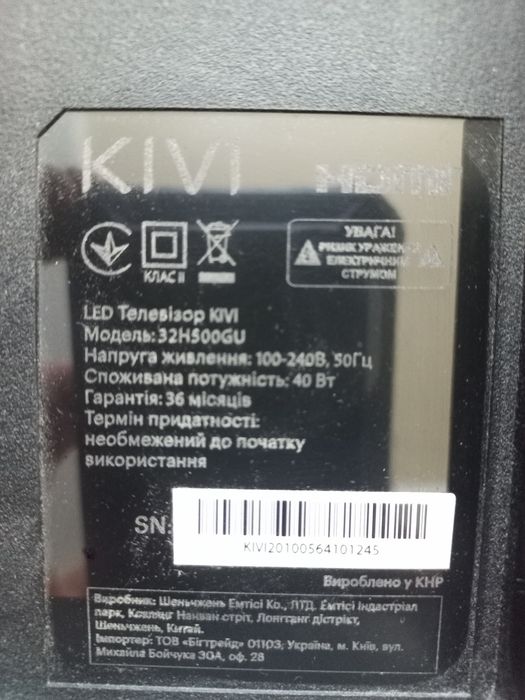 KIVI
HDMI
КЛАС II
УВАГА!
РИЗИК УРАЖЕННЯ
ЕЛЕКТРИЧНИМ
СТРУМОМ
LED Телевізор KIVI
Модель: 32H500GU
Напруга живлення: 100-240В, 50Гц
Споживана потужність: 40 Вт
Гарантія: 36 місяців
Термін придатності:
необмежений до початку
використання
SN:
KIVI20100564101245
Вироблено у КНР
Виробник: Шеньчжень Емтісі Ко., ЛТД. Емтісі Індастріал
парк, Насван стріт, Лонгганг дістрікт,
Шеньчжень, Китай.
Імпортер: ТОВ «Бігтрейд» 01103, Україна, м. Київ, вул.
Михайла Бойчука 30А, оф. 28